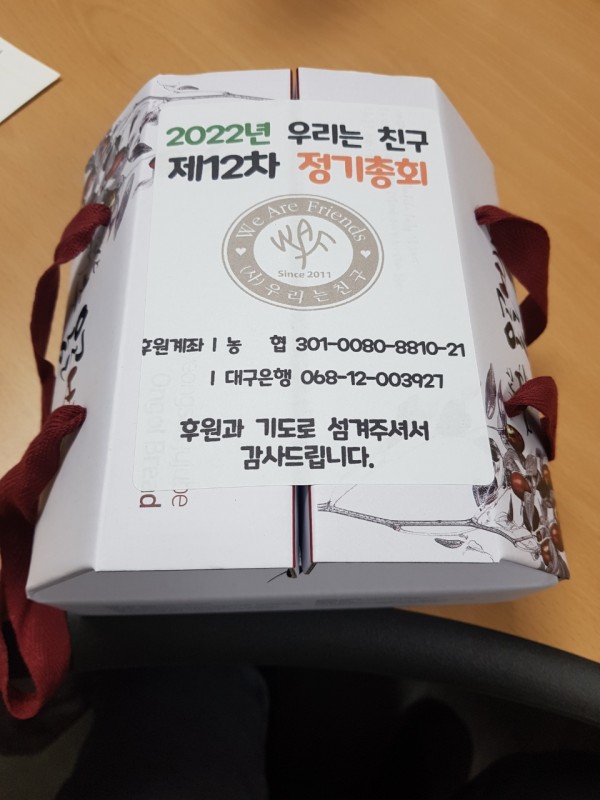 2022년 우리는 친구
제12차 정기총회
We Are Friends
WAF
Since 2011
(사)우리는친구
후원계좌 | 농 협 301-0080-8810-21
| 대구은행 068-12-003927
후원과 기도로 섬겨주셔서
감사드립니다.